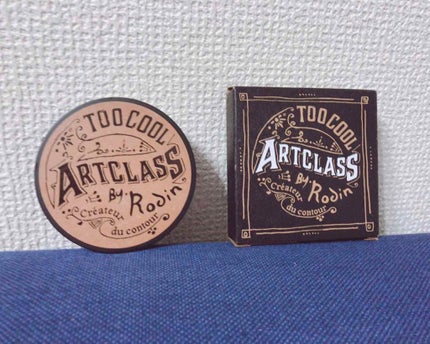 TOO COOL
ARTCLASS
By Rodin
Créateur
du contour
TOO COOL
ARTCLASS
By Rodin
Créateur
du contour